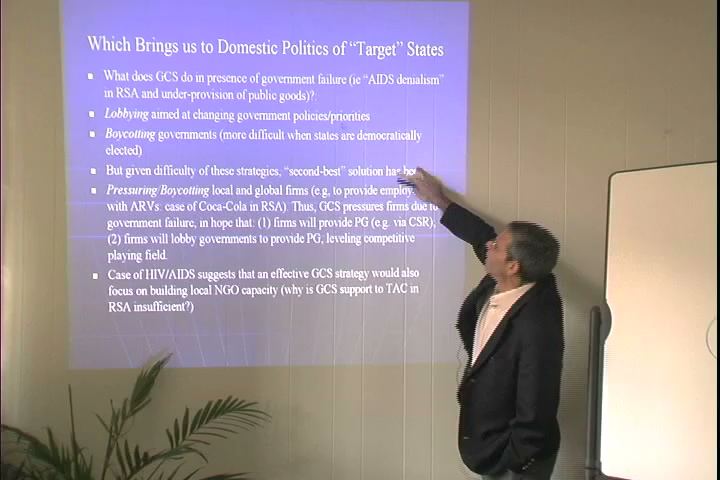 Which Brings us to Domestic Politics of "Target" States
What does GCS do in presence of government failure (ie "AIDS denialism"
in RSA and under-provision of public goods)?
Lobbying aimed at changing government policies/priorities
Boycotting governments (more difficult when states are democratically
elected)
But given difficulty of these strategies, "second-best" solution has
Pressuring/Boycotting local and global firms (e.g. to provide
with ARVs: case of Coca-Cola in RSA). Thus, GCS pressures firms due to
government failure, in hope that: (1) firms will provide PG (e.g. via CSR);
(2) firms will lobby governments to provide PG, leveling competitive
playing field.
Case of HIV/AIDS suggests that an effective GCS strategy would also
focus on building local NGO capacity (why is GCS support to TAC in
RSA insufficient?)